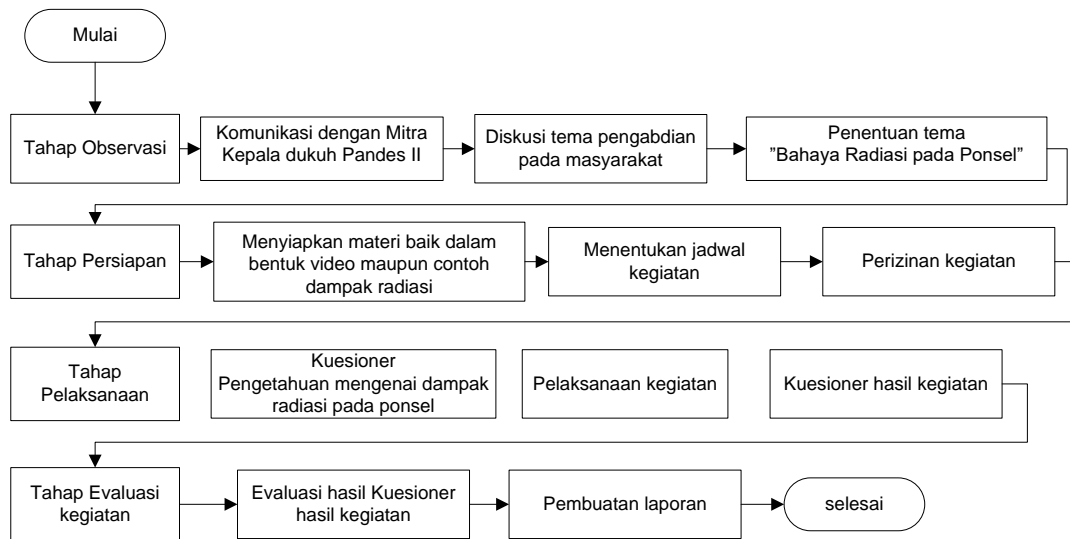 Mulai
Tahap Observasi
Komunikasi dengan Mitra
Kepala dukuh Pandes II
Diskusi tema pengabdian
pada masyarakat
Penentuan tema
”Bahaya Radiasi pada Ponsel”
Tahap Persiapan
Menyiapkan materi baik dalam
bentuk video maupun contoh
dampak radiasi
Menentukan jadwal
kegiatan
Perizinan kegiatan
Tahap
Pelaksanaan
Kuesioner
Pengetahuan mengenai dampak
radiasi pada ponsel
Pelaksanaan kegiatan
Kuesioner hasil kegiatan
Tahap Evaluasi
kegiatan
Evaluasi hasil Kuesioner
hasil kegiatan
Pembuatan laporan
selesai